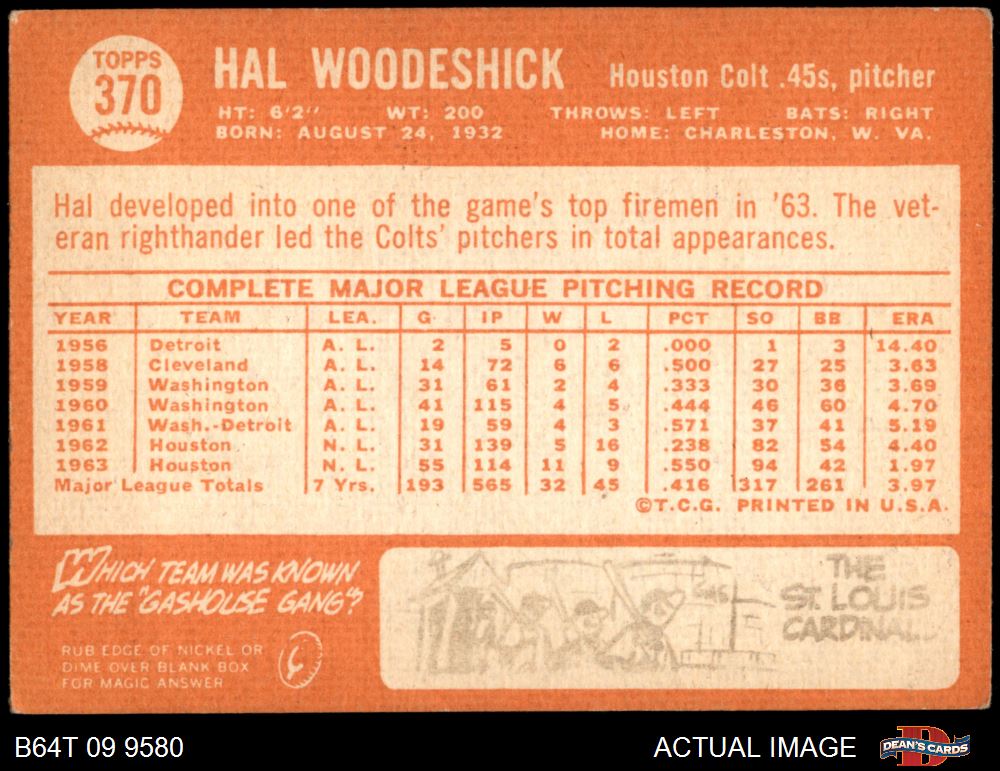 TOPPS
370
HAL WOODESHICK
Houston Colt .45s, pitcher
HT: 6'2" WT: 200 THROWS: LEFT BATS: RIGHT
BORN: AUGUST 24, 1932 HOME: CHARLESTON, W. VA.
Hal developed into one of the game's top firemen in '63. The vet-
eran righthander led the Colts' pitchers in total appearances.
COMPLETE MAJOR LEAGUE PITCHING RECORD
YEAR TEAM LEA. G IP W L PCT SO BB ERA
1956 Detroit A. L. 2 5 0 2 .000 1 3 14.40
1958 Cleveland A. L. 14 72 6 6 .500 27 25 3.63
1959 Washington A. L. 31 61 2 4 .333 30 36 3.69
1960 Washington A. L. 41 115 4 5 .444 46 60 4.70
1961 Wash.-Detroit A. L. 19 59 4 3 .571 37 41 5.19
1962 Houston N. L. 31 139 5 16 .238 82 54 4.40
1963 Houston N. L. 55 114 11 9 .550 94 42 1.97
Major League Totals 7 Yrs. 193 565 32 45 .416 317 261 3.97
©T.C.G. PRINTED IN U.S.A.
WHICH TEAM WAS KNOWN
AS THE "GASHOUSE GANG"?
RUB EDGE OF NICKEL OR
DIME OVER BLANK BOX
FOR MAGIC ANSWER
GAS
THE
ST. LOUIS
CARDINALS
B64T 09 9580
ACTUAL IMAGE
DEAN'S CARDS